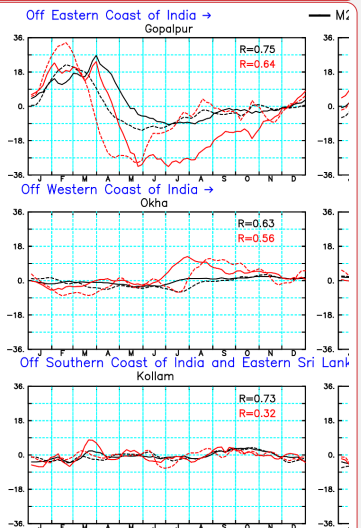 Off Eastern Coast of India → M2
Gopalpur
36.
18.
0.
-18.
-36.
R=0.75
R=0.64
J F M A M J J A S O N D
Off Western Coast of India →
Okha
36.
18.
0.
-18.
-36.
R=0.63
R=0.56
J F M A M J J A S O N D
Off Southern Coast of India and Eastern Sri Lank
Kollam
36.
18.
0.
-18.
-36.
R=0.73
R=0.32
J F M A M J J A S O N D